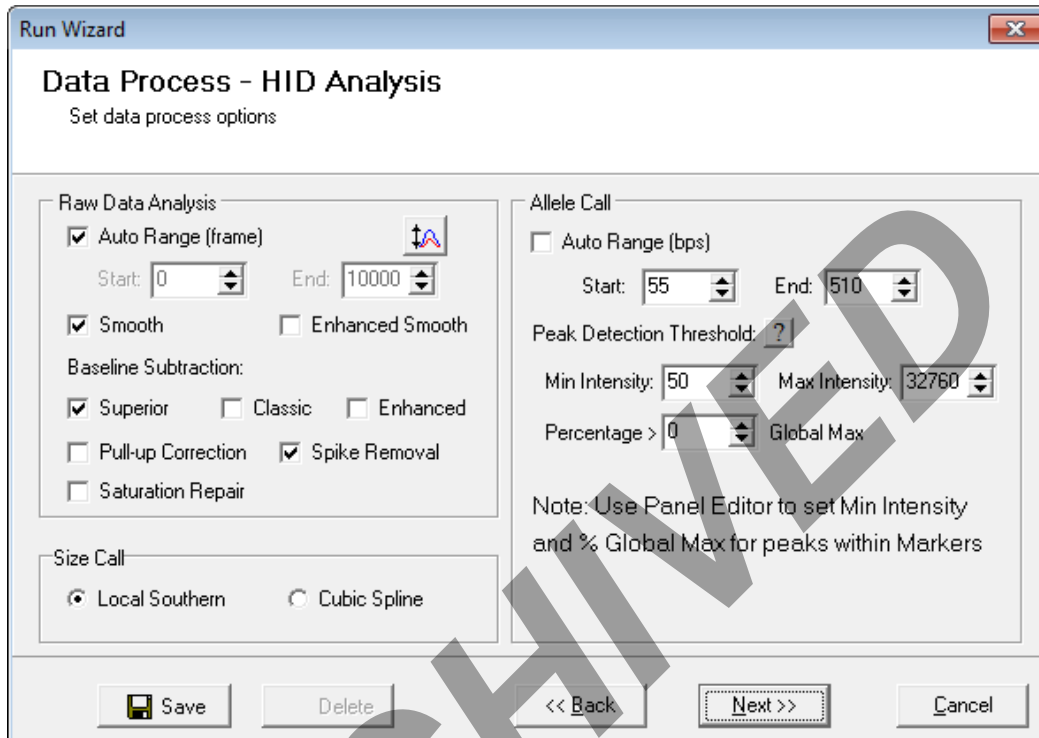 Run Wizard
Data Process - HID Analysis
Set data process options
Raw Data Analysis
Auto Range (frame)
Start: 0 End: 10000
Smooth Enhanced Smooth
Baseline Subtraction:
Superior Classic Enhanced
Pull-up Correction Spike Removal
Saturation Repair
Size Call
Local Southern Cubic Spline
Allele Call
Auto Range (bps)
Start: 55 End: 510
Peak Detection Threshold: ?
Min Intensity: 50 Max Intensity: 32760
Percentage > 0 Global Max
Note: Use Panel Editor to set Min Intensity
and % Global Max for peaks within Markers
Save Delete << Back Next >> Cancel
CHIVED